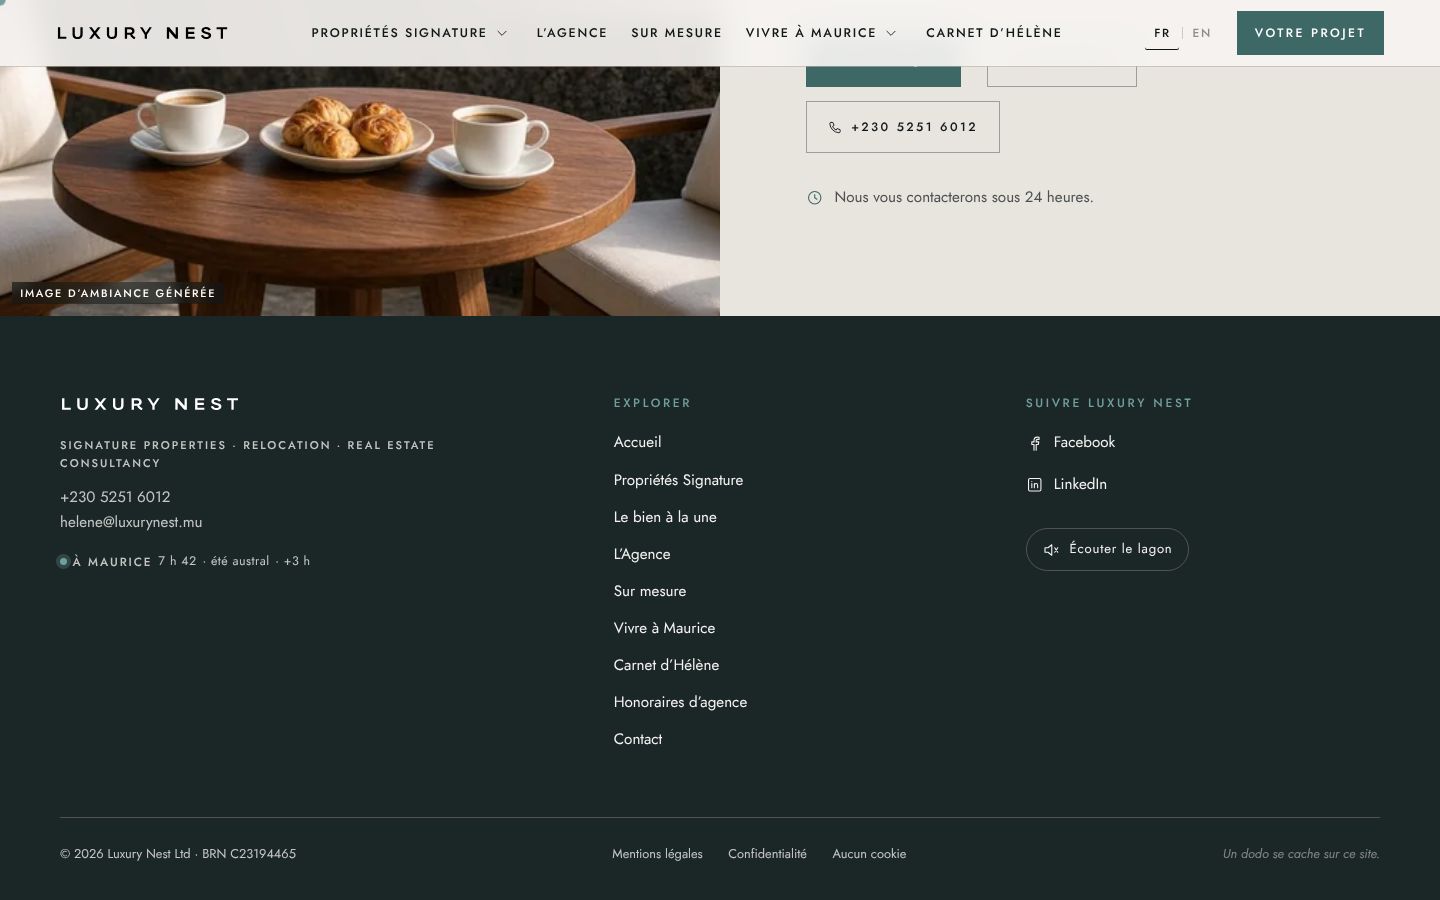 LUXURY NEST
PROPRIÉTÉS SIGNATURE
L’AGENCE
SUR MESURE
VIVRE À MAURICE
CARNET D’HÉLÈNE
FR
EN
VOTRE PROJET
+230 5251 6012
Nous vous contacterons sous 24 heures.
IMAGE D’AMBIANCE GÉNÉRÉE
LUXURY NEST
SIGNATURE PROPERTIES · RELOCATION · REAL ESTATE
CONSULTANCY
+230 5251 6012
helene@luxurynest.mu
À MAURICE 7 h 42 · été austral · +3 h
EXPLORER
Accueil
Propriétés Signature
Le bien à la une
L’Agence
Sur mesure
Vivre à Maurice
Carnet d’Hélène
Honoraires d’agence
Contact
SUIVRE LUXURY NEST
Facebook
LinkedIn
Écouter le lagon
© 2026 Luxury Nest Ltd · BRN C23194465
Mentions légales
Confidentialité
Aucun cookie
Un dodo se cache sur ce site.